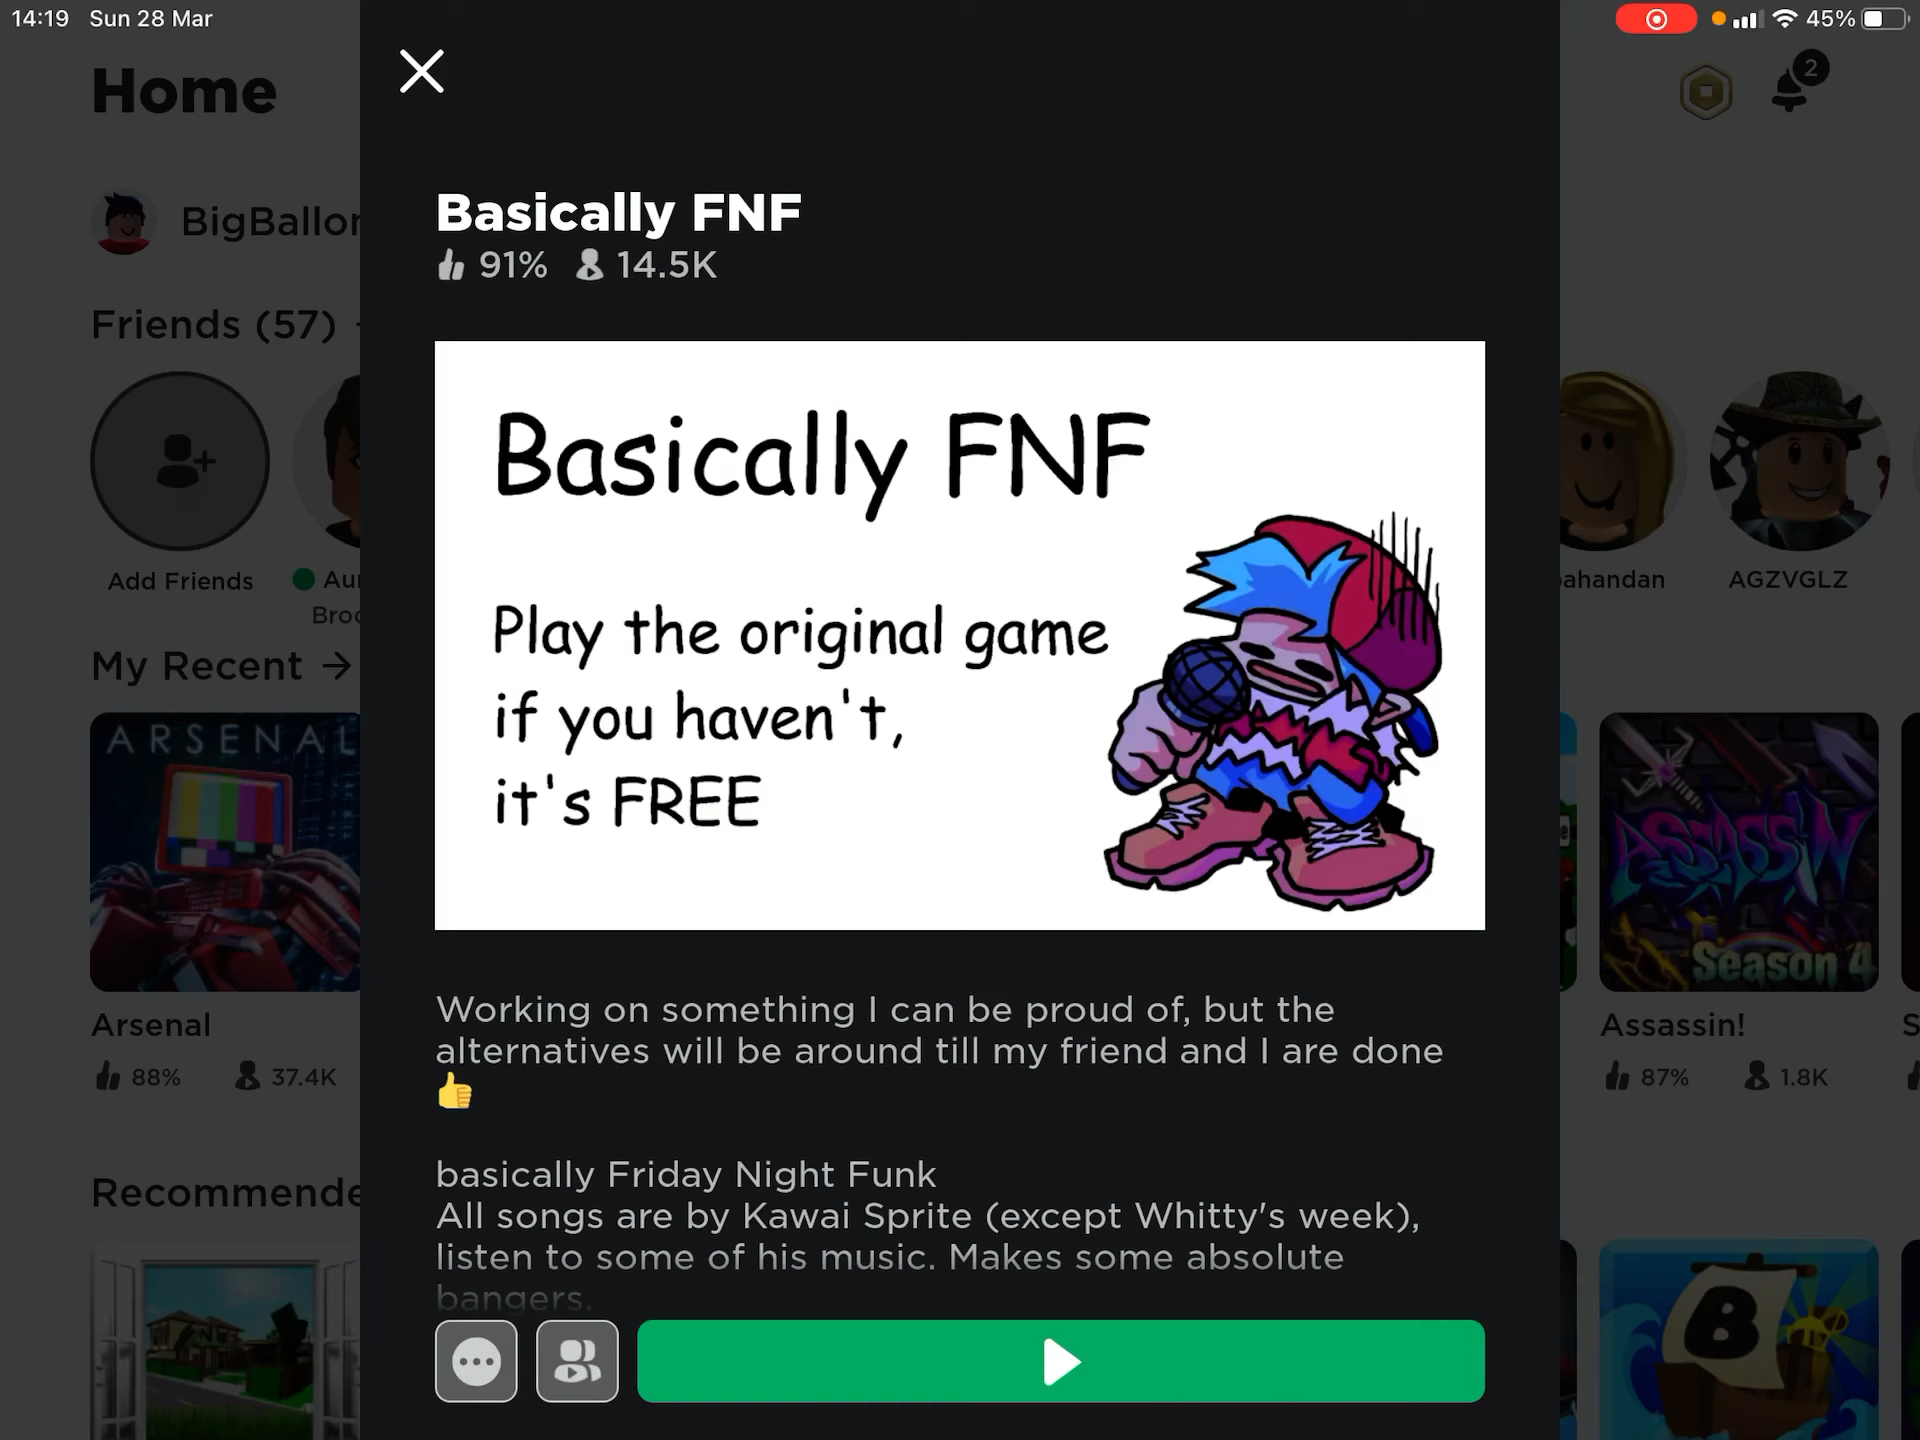 14:19 Sun 28 Mar
45%
Home
2
BigBallor
Friends (57)
Add Friends
AGZVGLZ
My Recent →
ARSENAL
Arsenal
88% 37.4K
Recommende
Basically FNF
91% 14.5K
Basically FNF
Play the original game
if you haven't,
it's FREE
Working on something I can be proud of, but the
alternatives will be around till my friend and I are done
👍
basically Friday Night Funk
All songs are by Kawai Sprite (except Whitty's week),
listen to some of his music. Makes some absolute
bangers.
ahandan
ASSASSIN
Season 4
Assassin!
87% 1.8K
B